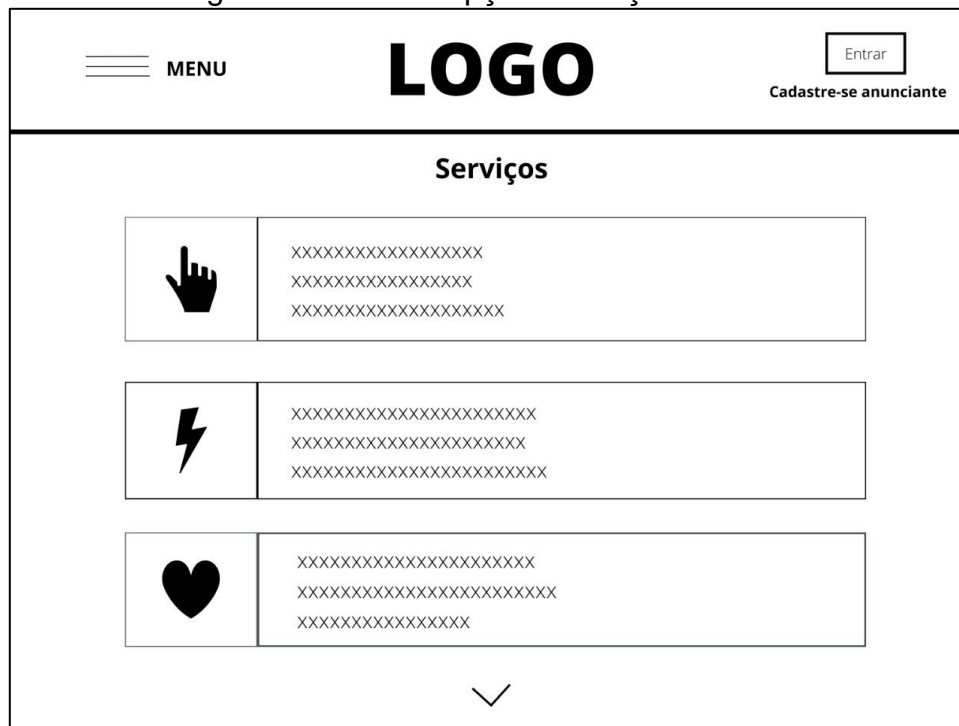 MENU
LOGO
Entrar
Cadastre-se anunciante
Serviços
XXXXXXXXXXXXXXXXXX
XXXXXXXXXXXXXXXXX
XXXXXXXXXXXXXXXXXXXX
XXXXXXXXXXXXXXXXXXXXXXX
XXXXXXXXXXXXXXXXXXXXXX
XXXXXXXXXXXXXXXXXXXXXXXX
XXXXXXXXXXXXXXXXXXXXXX
XXXXXXXXXXXXXXXXXXXXXXXX
XXXXXXXXXXXXXXXX